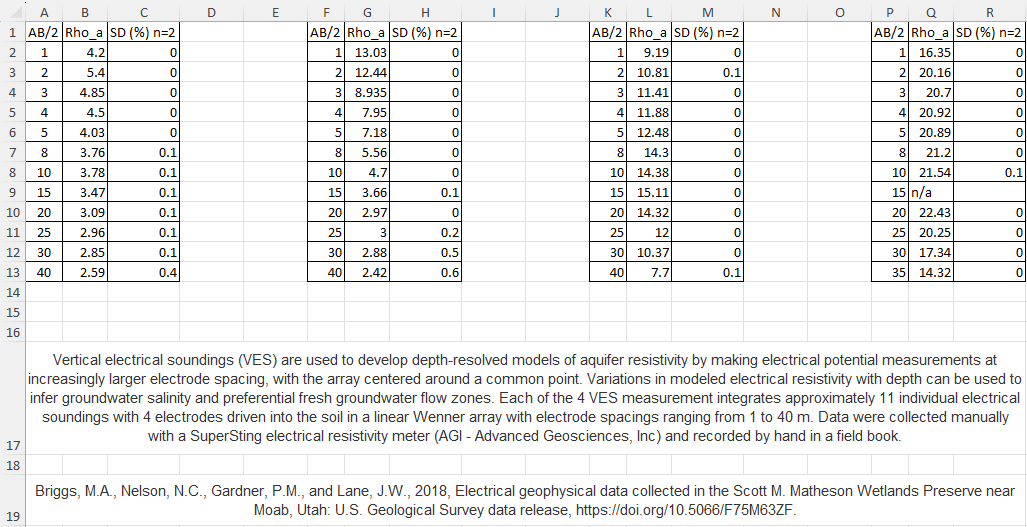 A B C D E F G H I J K L M N O P Q R
1 AB/2 Rho_a SD (%) n=2 AB/2 Rho_a SD (%) n=2 AB/2 Rho_a SD (%) n=2 AB/2 Rho_a SD (%) n=2
2 1 4.2 0 1 13.03 0 1 9.19 0 1 16.35 0
3 2 5.4 0 2 12.44 0 2 10.81 0.1 2 20.16 0
4 3 4.85 0 3 8.935 0 3 11.41 0 3 20.7 0
5 4 4.5 0 4 7.95 0 4 11.88 0 4 20.92 0
6 5 4.03 0 5 7.18 0 5 12.48 0 5 20.89 0
7 8 3.76 0.1 8 5.56 0 8 14.3 0 8 21.2 0
8 10 3.78 0.1 10 4.7 0 10 14.38 0 10 21.54 0.1
9 15 3.47 0.1 15 3.66 0.1 15 15.11 0 15 n/a
10 20 3.09 0.1 20 2.97 0 20 14.32 0 20 22.43 0
11 25 2.96 0.1 25 3 0.2 25 12 0 25 20.25 0
12 30 2.85 0.1 30 2.88 0.5 30 10.37 0 30 17.34 0
13 40 2.59 0.4 40 2.42 0.6 40 7.7 0.1 35 14.32 0
14
15
16
Vertical electrical soundings (VES) are used to develop depth-resolved models of aquifer resistivity by making electrical potential measurements at
increasingly larger electrode spacing, with the array centered around a common point. Variations in modeled electrical resistivity with depth can be used to
infer groundwater salinity and preferential fresh groundwater flow zones. Each of the 4 VES measurement integrates approximately 11 individual electrical
soundings with 4 electrodes driven into the soil in a linear Wenner array with electrode spacings ranging from 1 to 40 m. Data were collected manually
17 with a SuperSting electrical resistivity meter (AGI - Advanced Geosciences, Inc) and recorded by hand in a field book.
18
Briggs, M.A., Nelson, N.C., Gardner, P.M., and Lane, J.W., 2018, Electrical geophysical data collected in the Scott M. Matheson Wetlands Preserve near
19 Moab, Utah: U.S. Geological Survey data release, https://doi.org/10.5066/F75M63ZF.